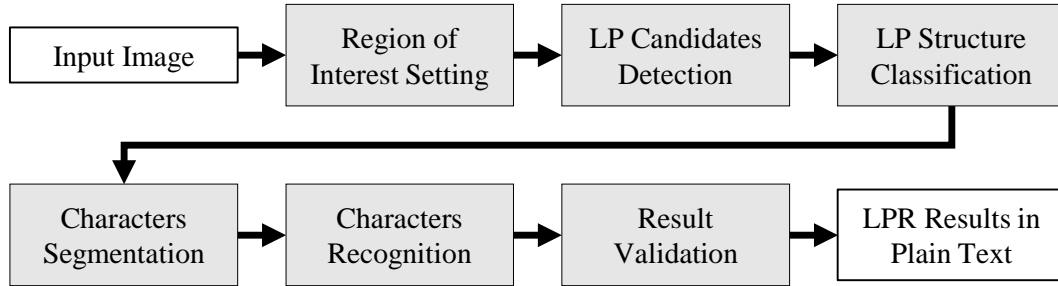 Input Image
Region of
Interest Setting
LP Candidates
Detection
LP Structure
Classification
Characters
Segmentation
Characters
Recognition
Result
Validation
LPR Results in
Plain Text